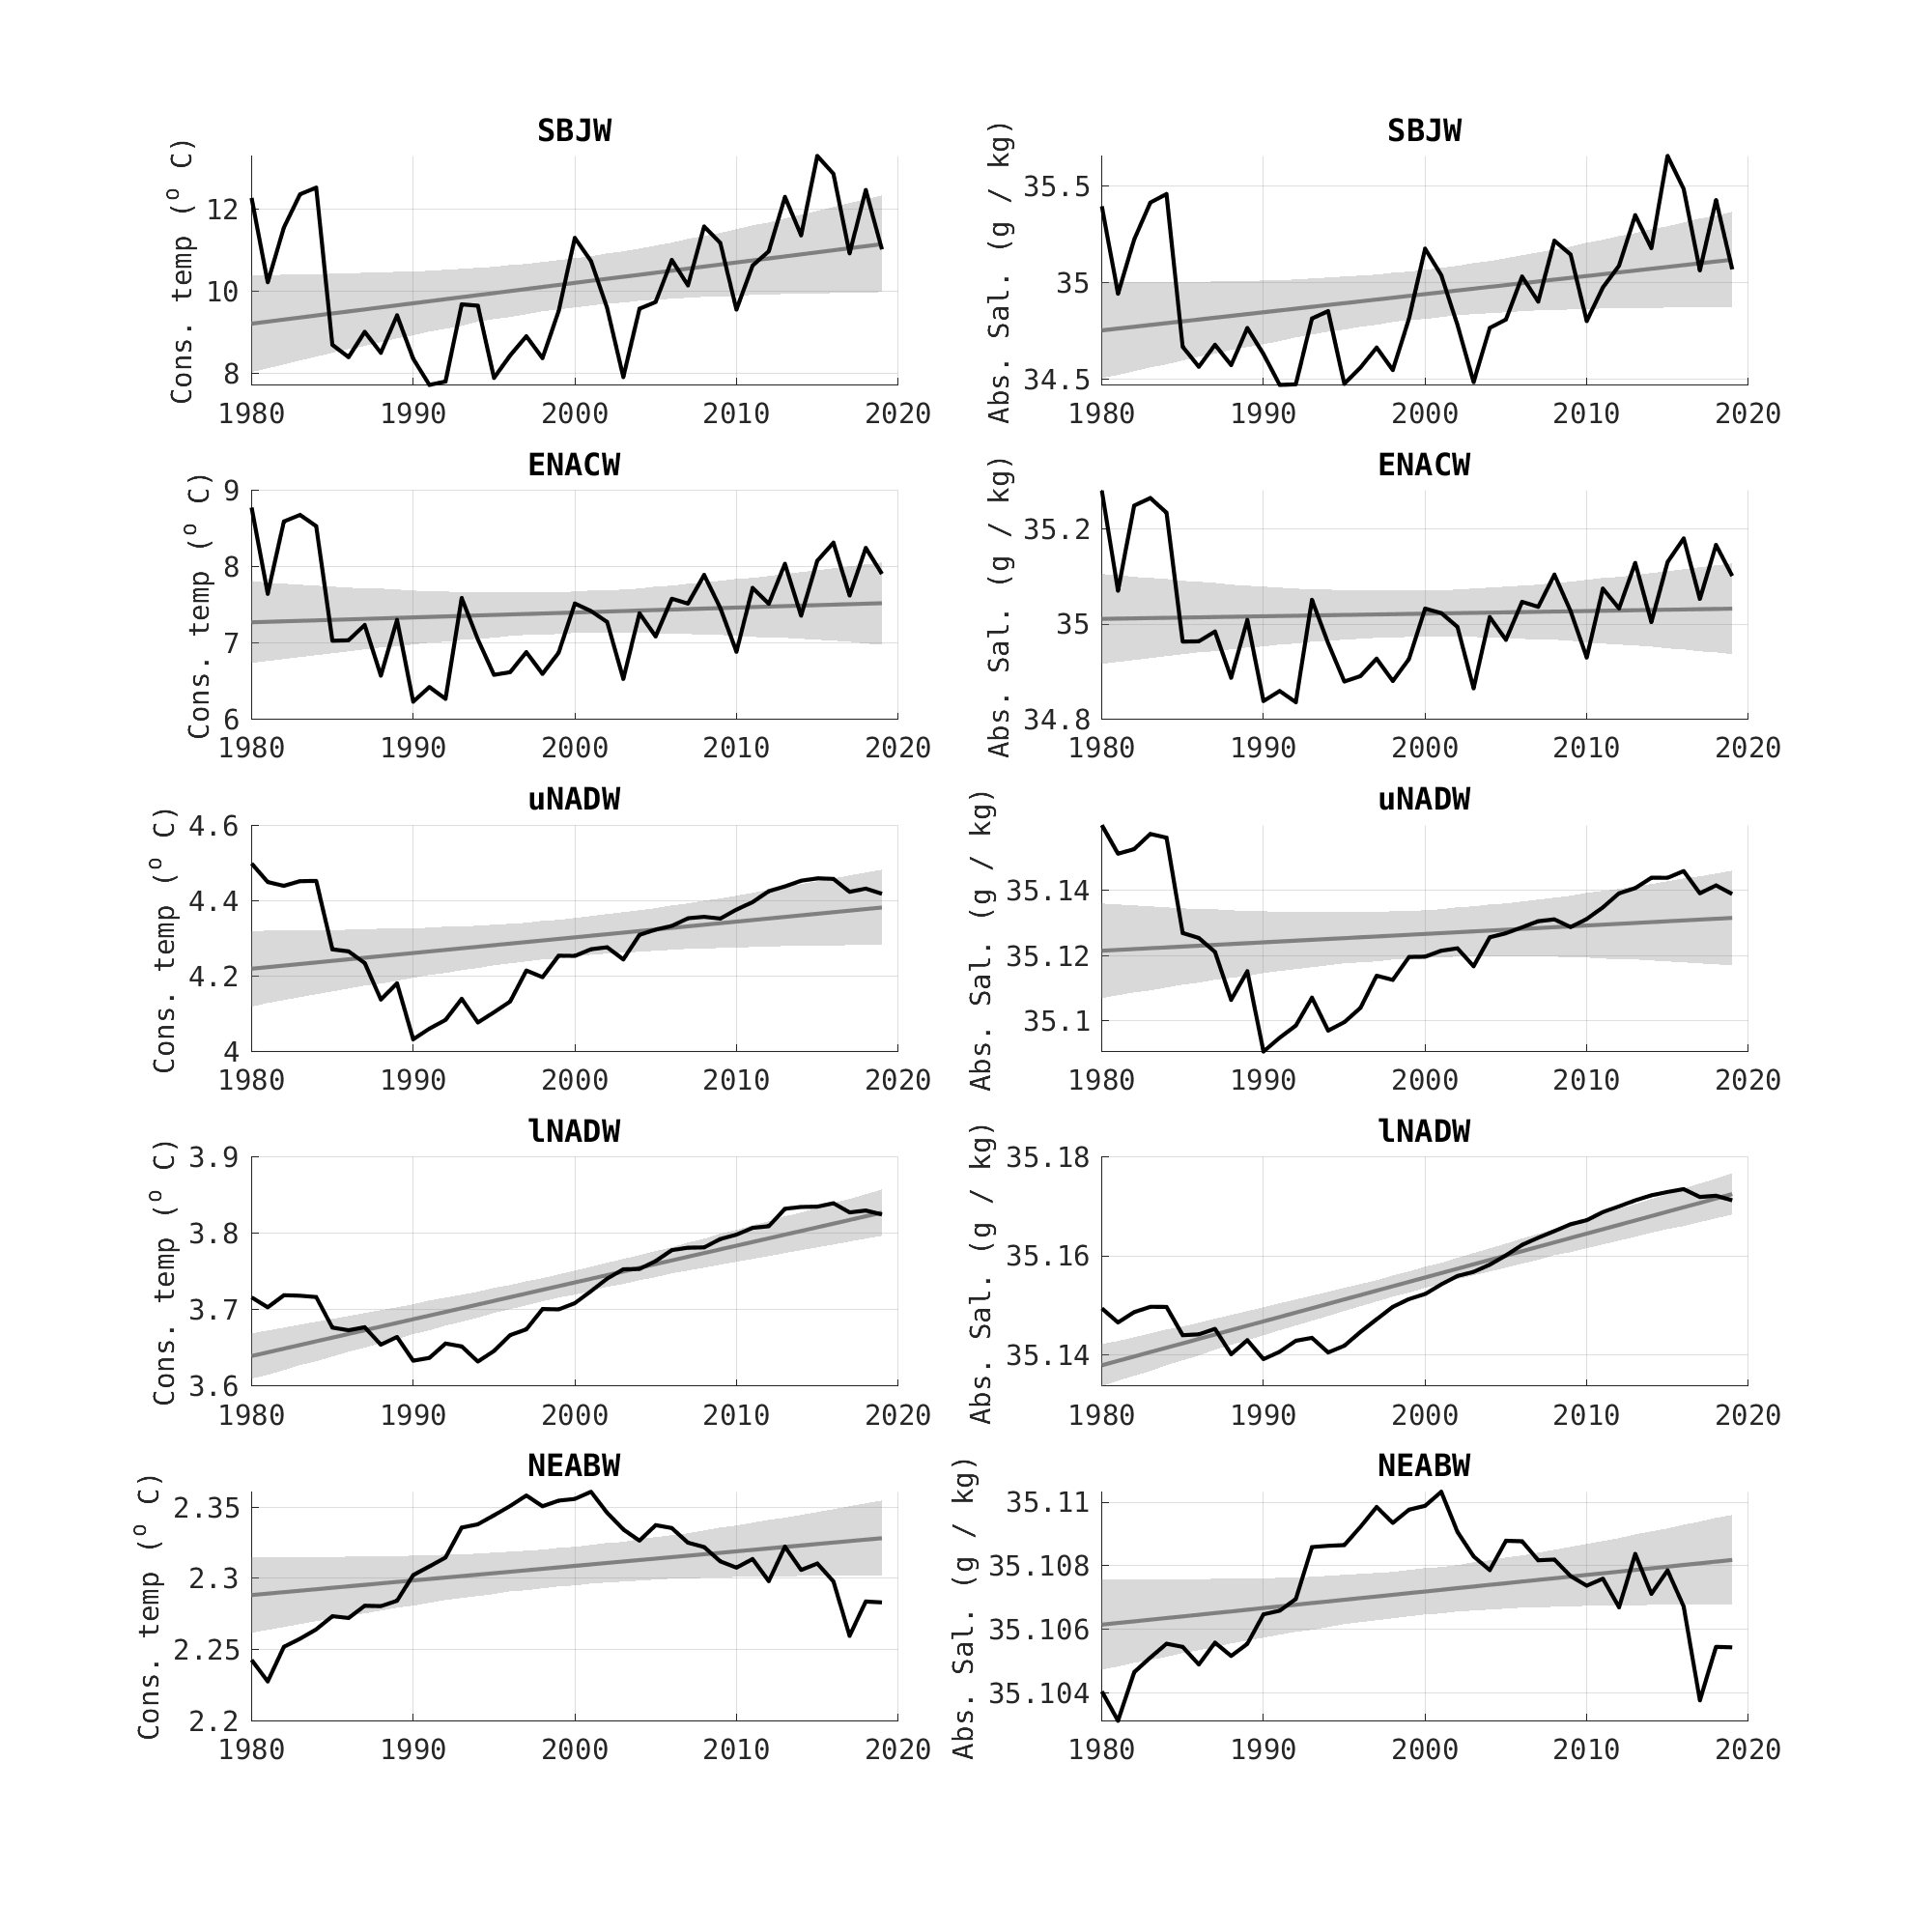 SBJW
Cons. temp (o C)
12
10
8
1980 1990 2000 2010 2020
SBJW
Abs. Sal. (g / kg)
35.5
35
34.5
1980 1990 2000 2010 2020
ENACW
Cons. temp (o C)
9
8
7
6
1980 1990 2000 2010 2020
ENACW
Abs. Sal. (g / kg)
35.2
35
34.8
1980 1990 2000 2010 2020
uNADW
Cons. temp (o C)
4.6
4.4
4.2
4
1980 1990 2000 2010 2020
uNADW
Abs. Sal. (g / kg)
35.14
35.12
35.1
1980 1990 2000 2010 2020
lNADW
Cons. temp (o C)
3.9
3.8
3.7
3.6
1980 1990 2000 2010 2020
lNADW
Abs. Sal. (g / kg)
35.18
35.16
35.14
1980 1990 2000 2010 2020
NEABW
Cons. temp (o C)
2.35
2.3
2.25
2.2
1980 1990 2000 2010 2020
NEABW
Abs. Sal. (g / kg)
35.11
35.108
35.106
35.104
1980 1990 2000 2010 2020